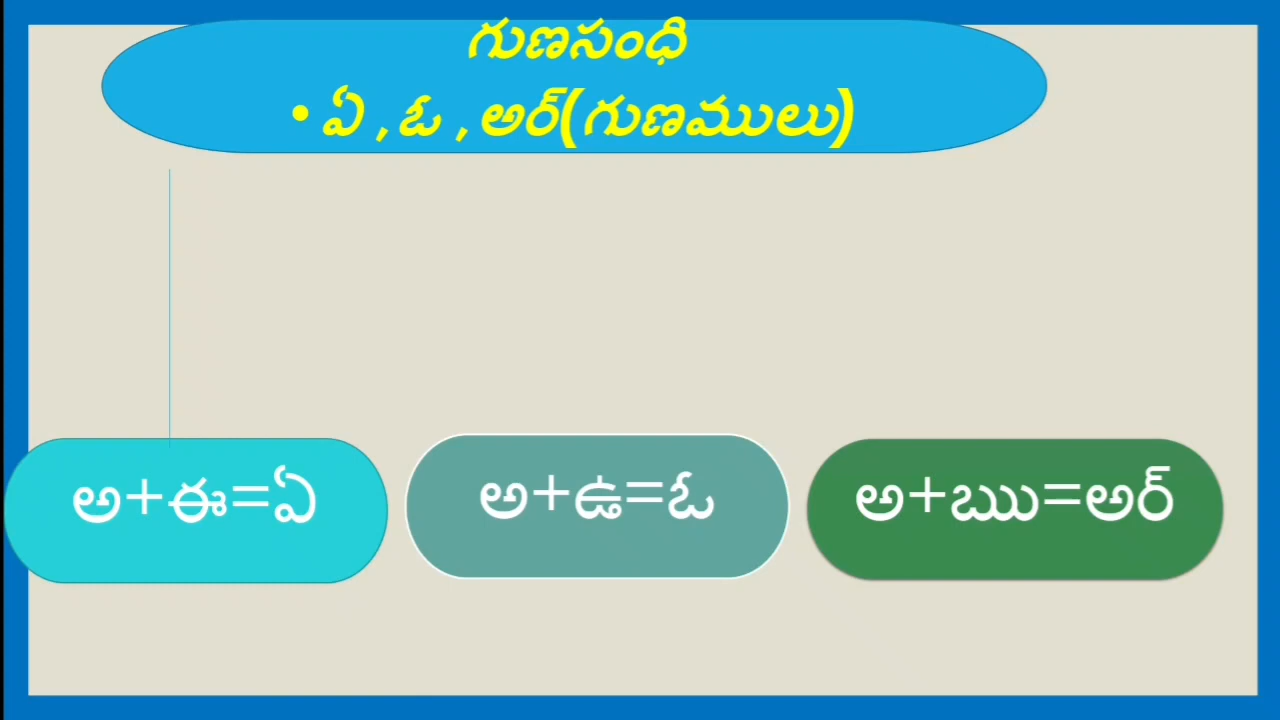 గుణసంధి
• ఏ ,ఓ ,అర్(గుణములు)
అ+ఈ=ఏ
అ+ఉ=ఓ
అ+ఋ=అర్